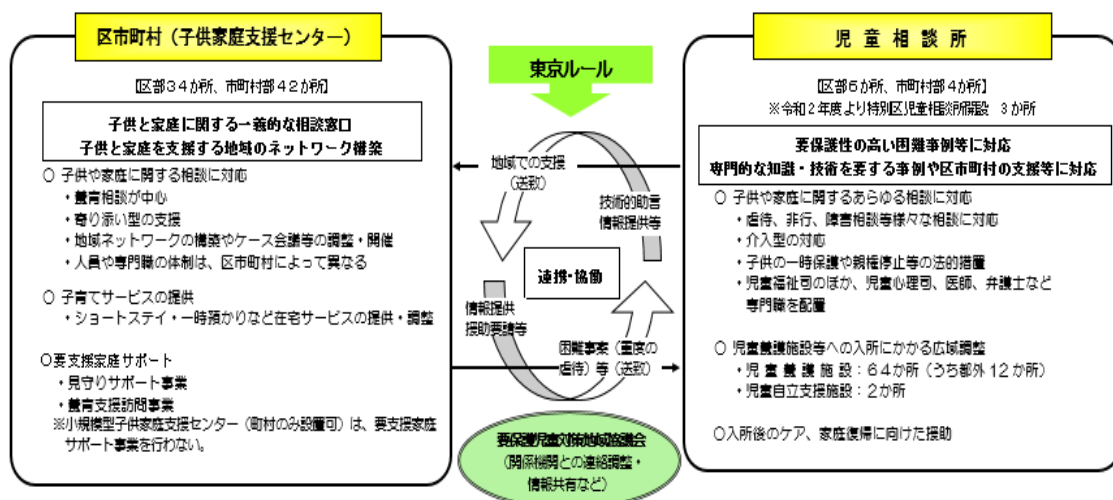 区市町村（子供家庭支援センター）
［区部３４か所、市町村部４２か所］
子供と家庭に関する一義的な相談窓口
子供と家庭を支援する地域のネットワーク構築
○ 子供や家庭に関する相談に対応
・養育相談が中心
・寄り添い型の支援
・地域ネットワークの構築やケース会議等の調整・開催
・人員や専門職の体制は、区市町村によって異なる
○ 子育てサービスの提供
・ショートステイ・一時預かりなど在宅サービスの提供・調整
○要支援家庭サポート
・見守りサポート事業
・養育支援訪問事業
※小規模型子供家庭支援センター（町村のみ設置可）は、要支援家庭
サポート事業を行わない。
東京ルール
地域での支援
（送致）
技術的助言
情報提供等
連携・協働
情報提供
援助要請等
困難事案（重度の
虐待）等（送致）
要保護児童対策地域協議会
（関係機関との連絡調整・
情報共有など）
児 童 相 談 所
［区部６か所、市町村部４か所］
※令和２年度より特別区児童相談所開設　３か所
要保護性の高い困難事例等に対応
専門的な知識・技術を要する事例や区市町村の支援等に対応
○ 子供や家庭に関するあらゆる相談に対応
・虐待、非行、障害相談等様々な相談に対応
・介入型の対応
・子供の一時保護や親権停止等の法的措置
・児童福祉司のほか、児童心理司、医師、弁護士など
専門職を配置
○ 児童養護施設等への入所にかかる広域調整
・児 童 養 護 施 設 ：６４か所（うち都外１２か所）
・児童自立支援施設：２か所
○入所後のケア、家庭復帰に向けた援助